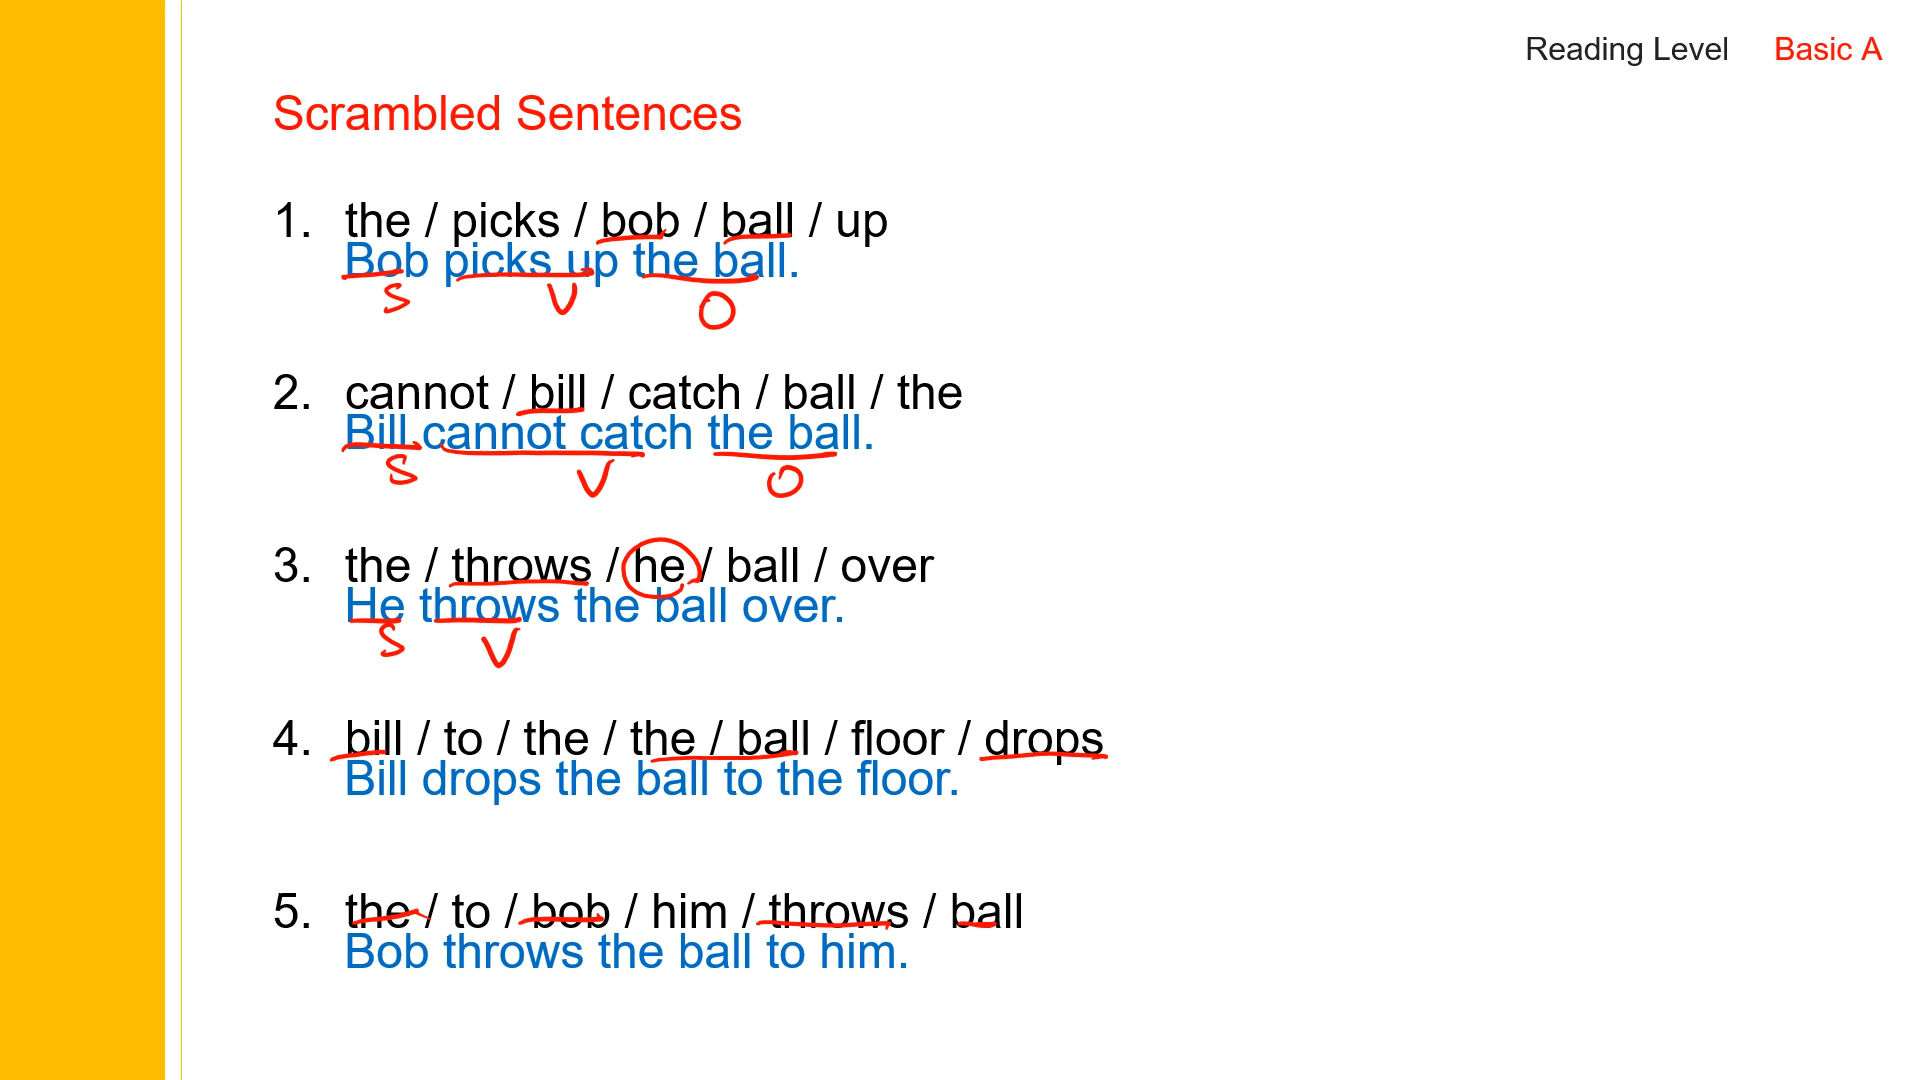 Reading Level Basic A
Scrambled Sentences
1. the / picks / bob / ball / up
Bob picks up the ball.
S V O
2. cannot / bill / catch / ball / the
Bill cannot catch the ball.
S V O
3. the / throws / he / ball / over
He throws the ball over.
S V
4. bill / to / the / the / ball / floor / drops
Bill drops the ball to the floor.
5. the / to / bob / him / throws / ball
Bob throws the ball to him.